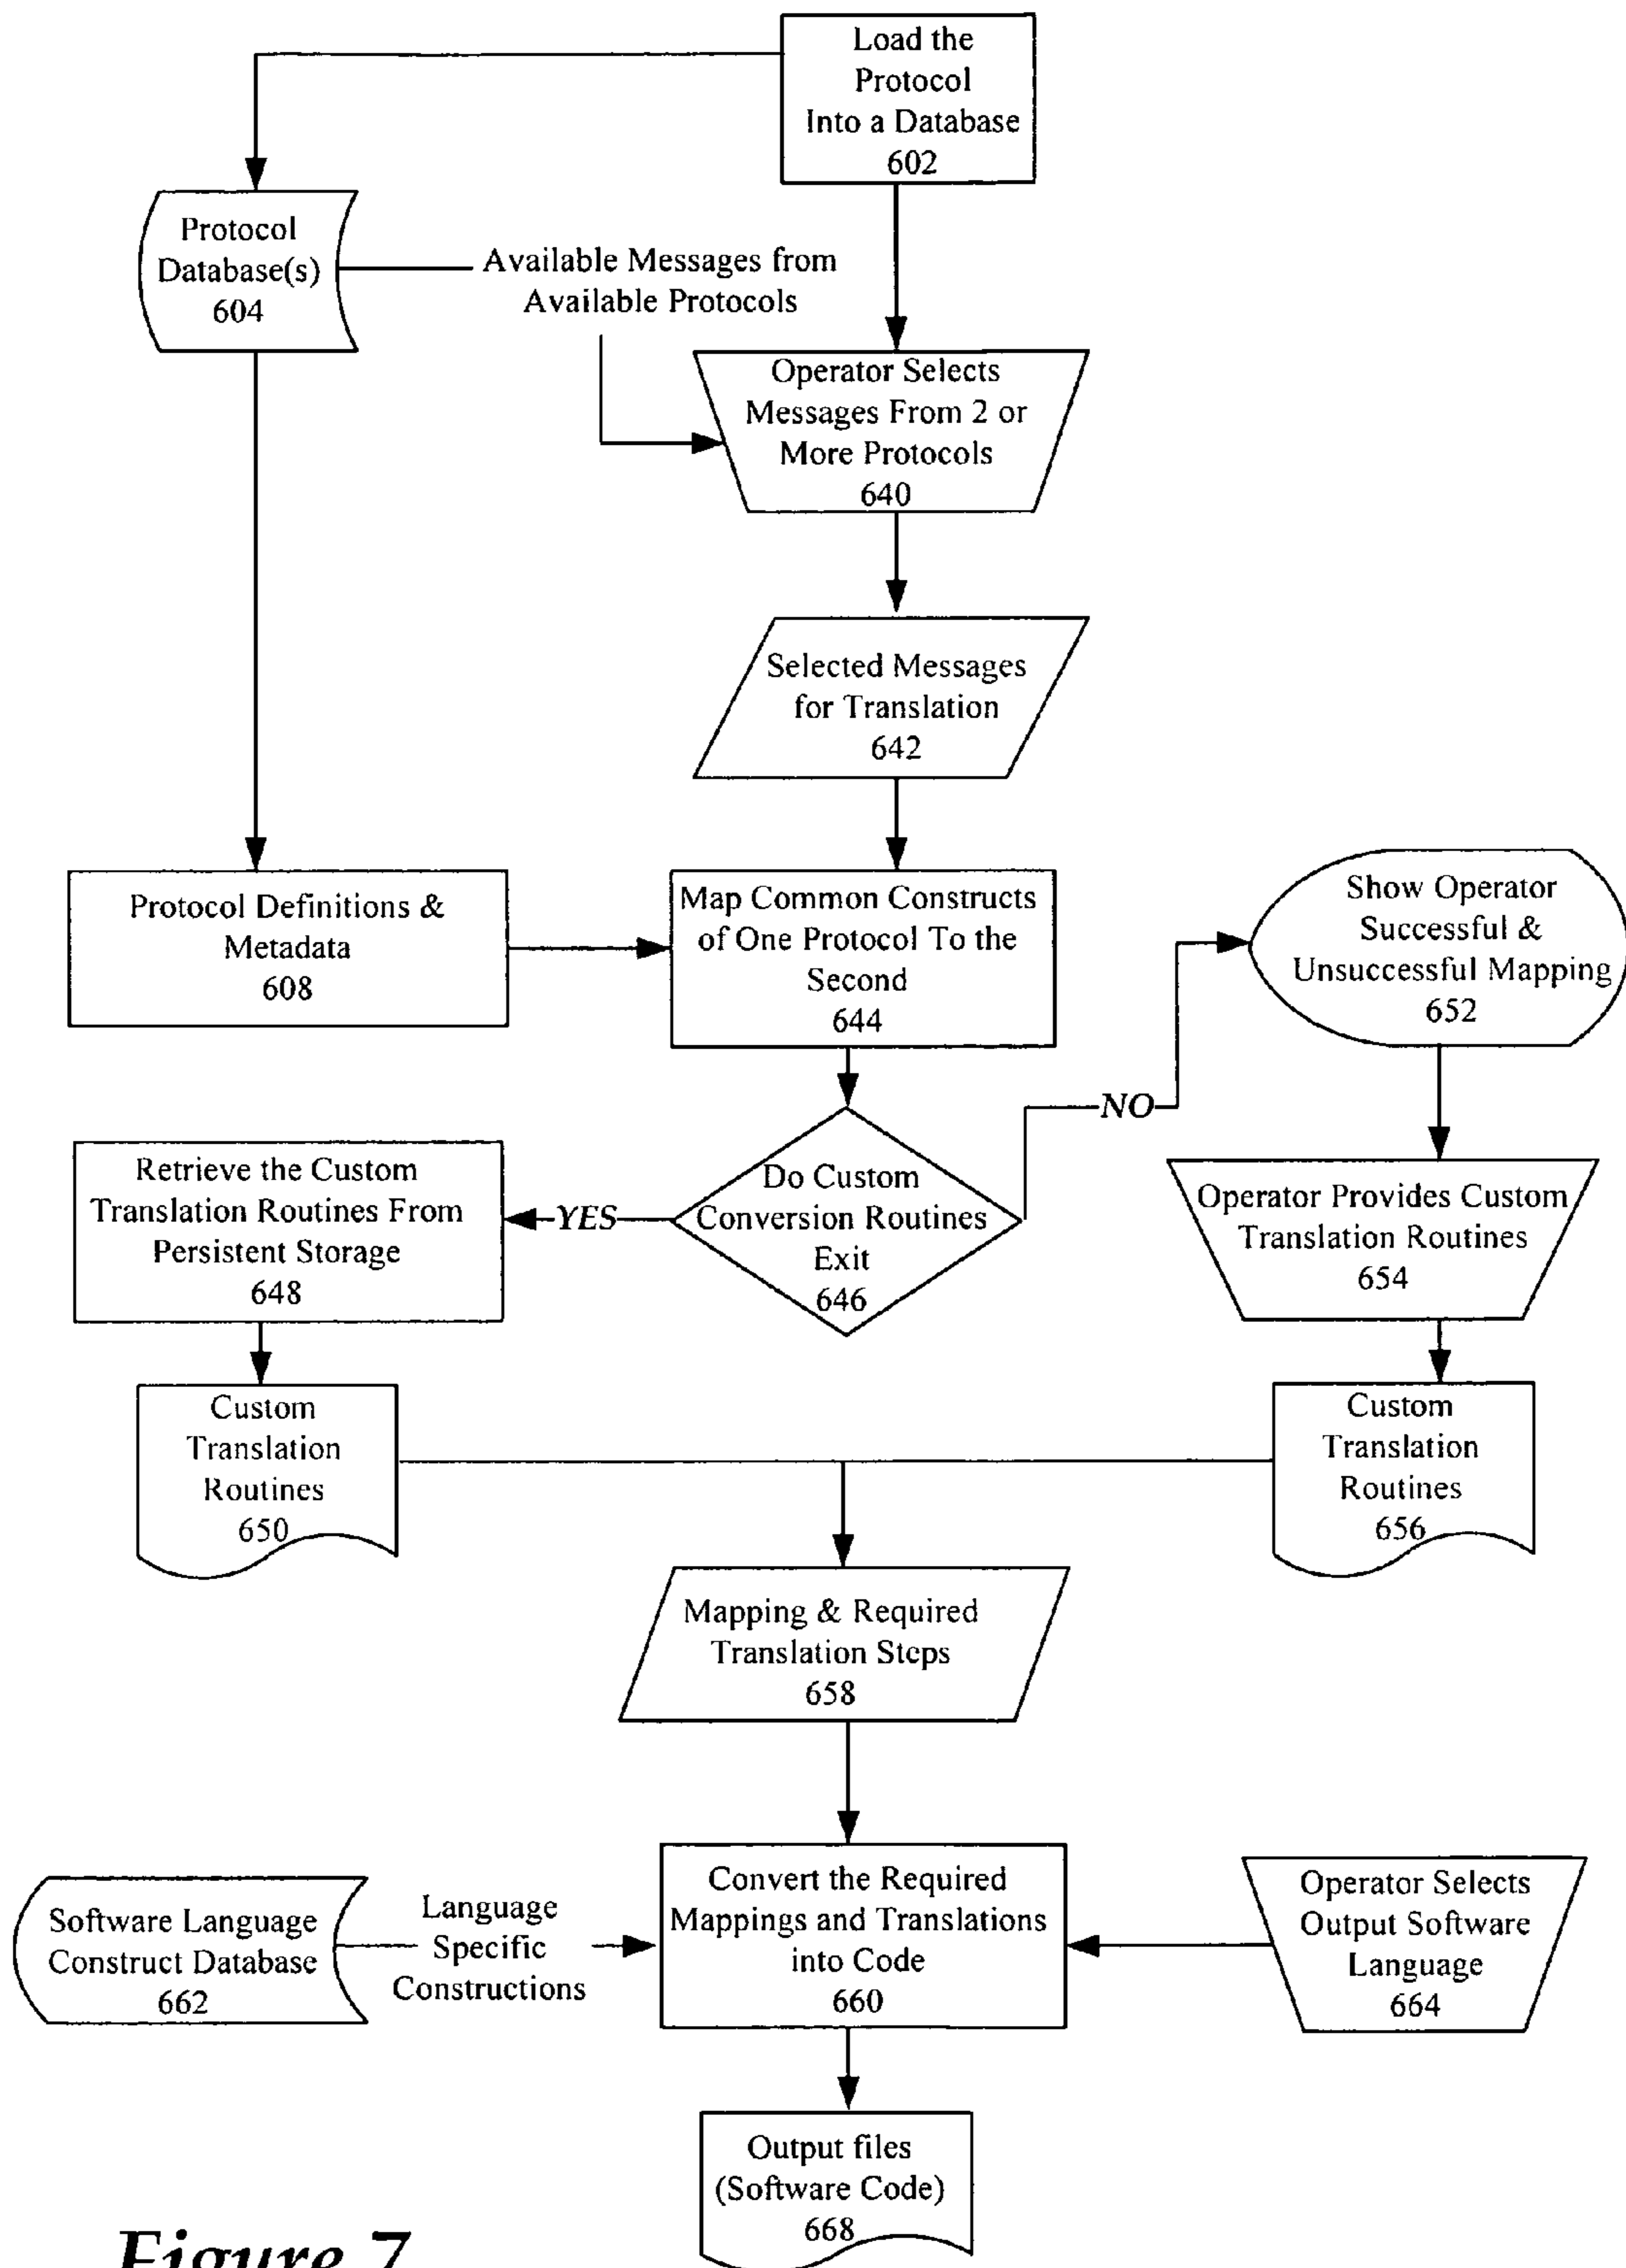 Load the
Protocol
Into a Database
602
Protocol
Database(s)
604
Available Messages from
Available Protocols
Operator Selects
Messages From 2 or
More Protocols
640
Selected Messages
for Translation
642
Protocol Definitions &
Metadata
608
Map Common Constructs
of One Protocol To the
Second
644
Show Operator
Successful &
Unsuccessful Mapping
652
NO
Retrieve the Custom
Translation Routines From
Persistent Storage
648
YES
Do Custom
Conversion Routines
Exit
646
Operator Provides Custom
Translation Routines
654
Custom
Translation
Routines
650
Custom
Translation
Routines
656
Mapping & Required
Translation Steps
658
Software Language
Construct Database
662
Language
Specific
Constructions
Convert the Required
Mappings and Translations
into Code
660
Operator Selects
Output Software
Language
664
Output files
(Software Code)
668
Figure 7